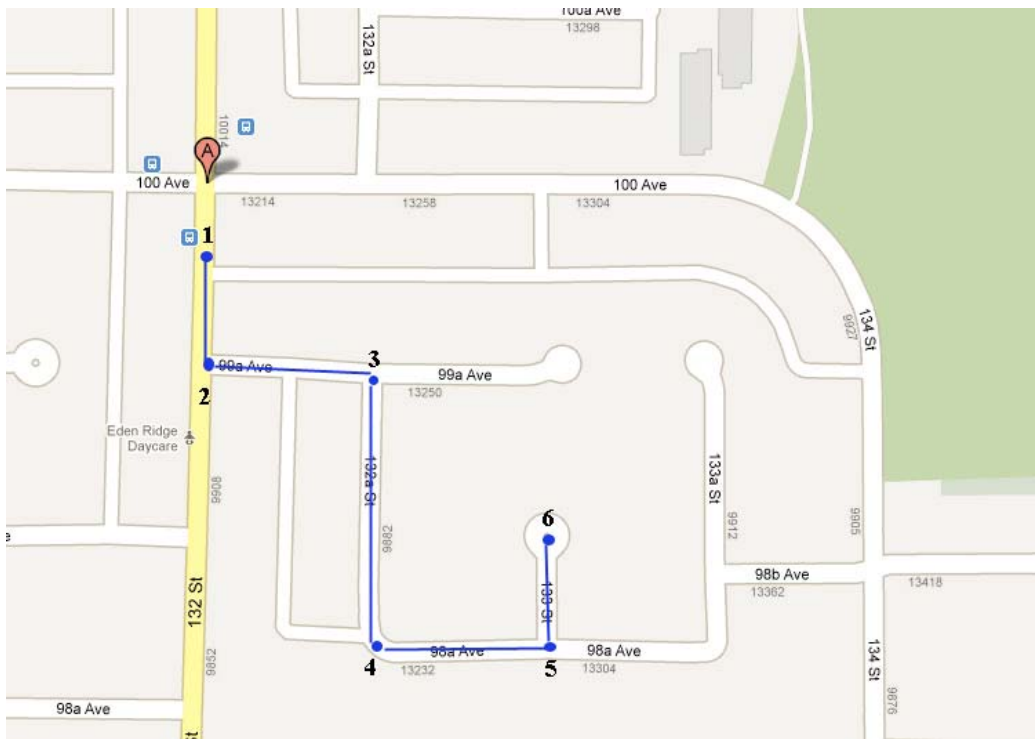 100a Ave
13298
132a St
10014
A
100 Ave
100 Ave
13214
13258
13304
1
134 St
9927
99a Ave
3
99a Ave
13250
2
Eden Ridge
Daycare
132a St
133a St
9908
9882
6
9912
9905
98b Ave
13362
13418
132 St
133 St
98a Ave
98a Ave
4
13232
5
13304
9852
134 St
9676
98a Ave
St